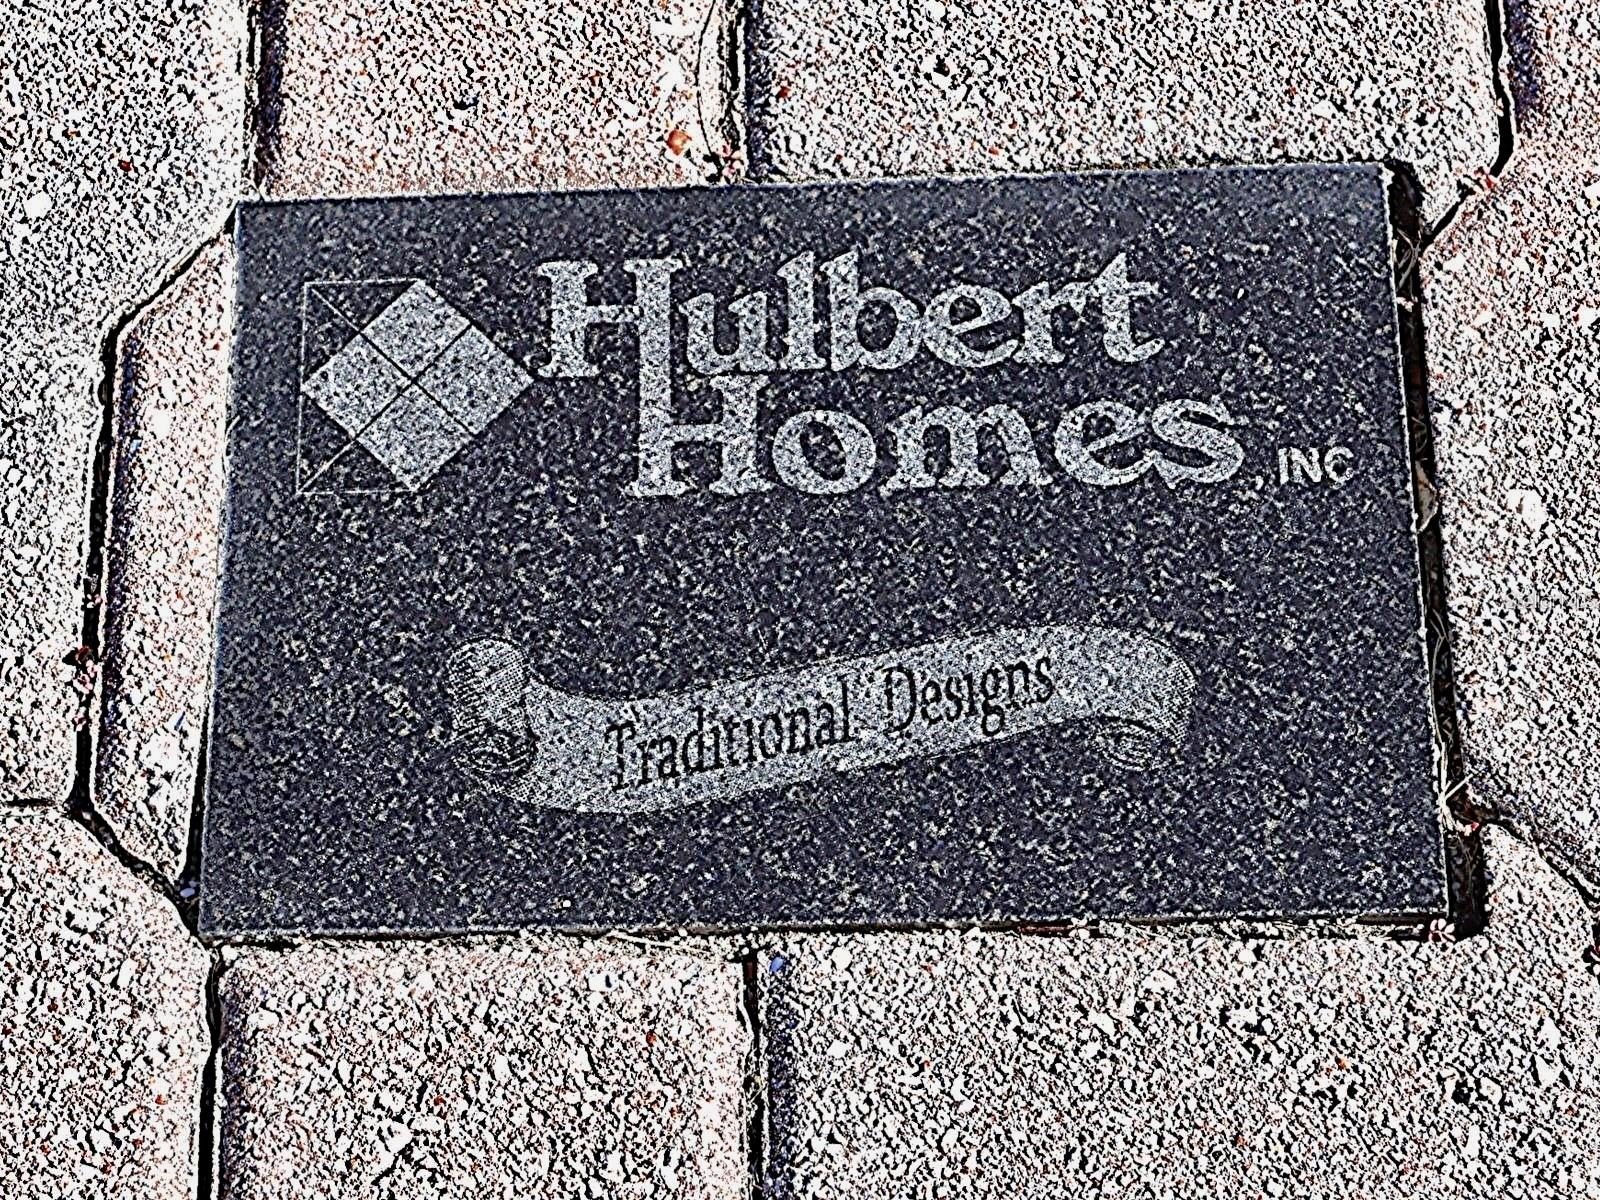 Hulbert
Homes, INC
Traditional Designs